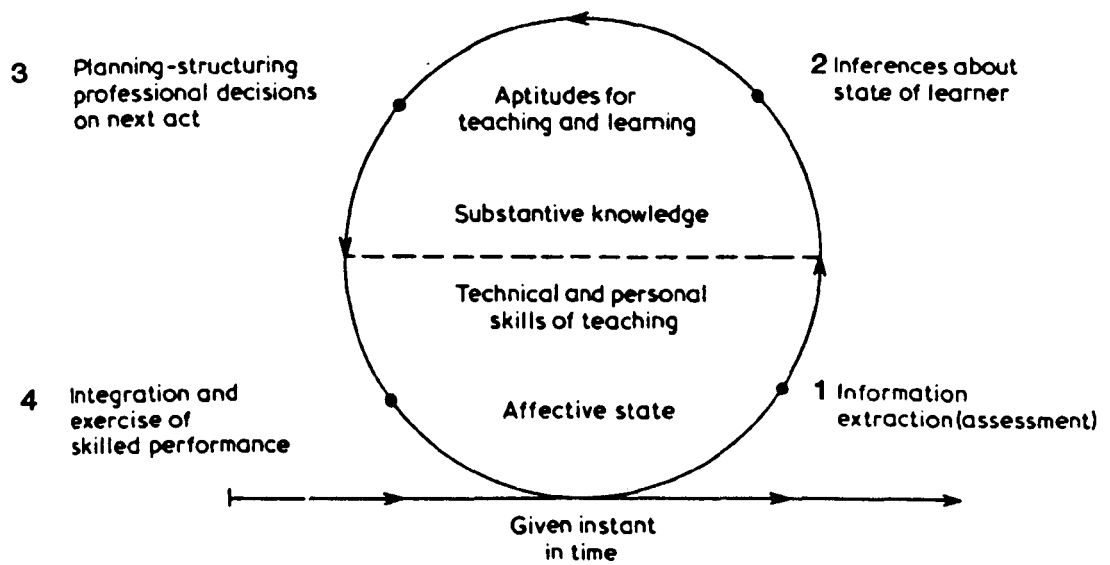 3 Planning-structuring
professional decisions
on next act
Aptitudes for
teaching and learning
2 Inferences about
state of learner
Substantive knowledge
Technical and personal
skills of teaching
4 Integration and
exercise of
skilled performance
Affective state
1 Information
extraction(assessment)
Given instant
in time